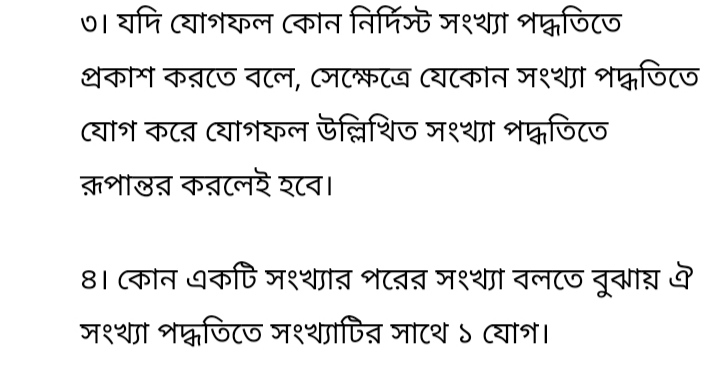 ৩। যদি যোগফল কোন নির্দিস্ট সংখ্যা পদ্ধতিতে
প্রকাশ করতে বলে, সেক্ষেত্রে যেকোন সংখ্যা পদ্ধতিতে
যোগ করে যোগফল উল্লিখিত সংখ্যা পদ্ধতিতে
রূপান্তর করলেই হবে।
৪। কোন একটি সংখ্যার পরের সংখ্যা বলতে বুঝায় ঐ
সংখ্যা পদ্ধতিতে সংখ্যাটির সাথে ১ যোগ।